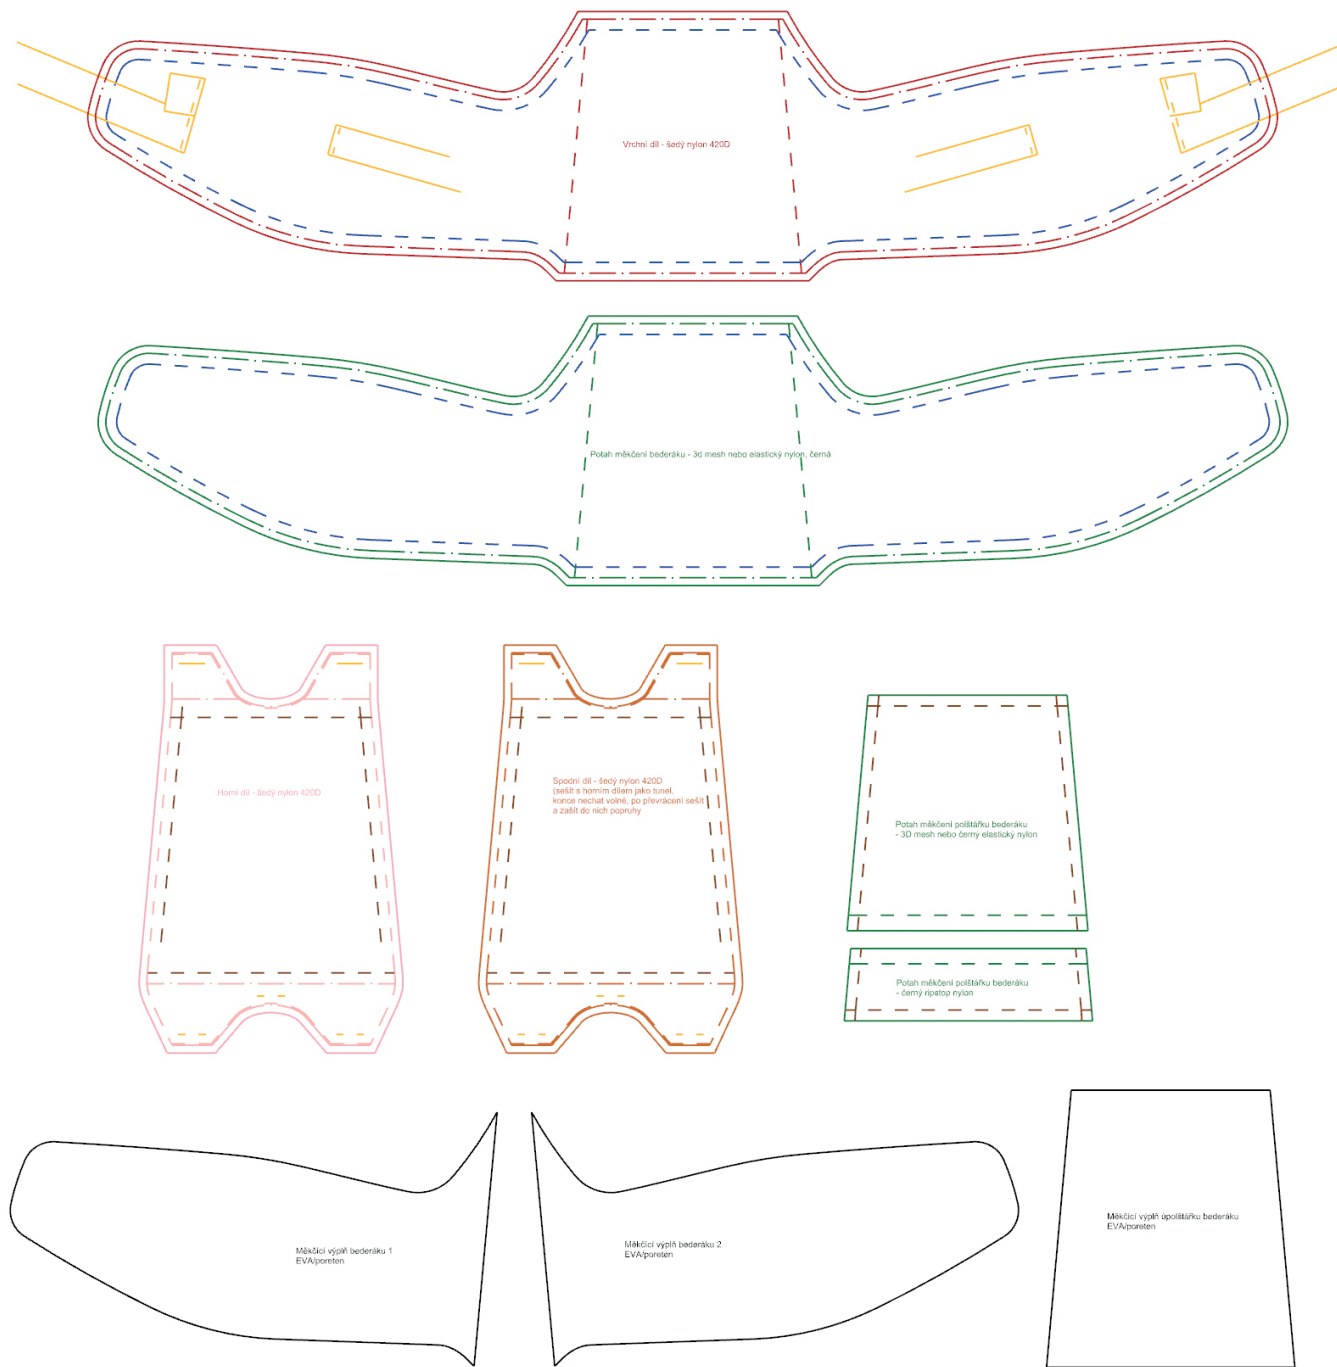 Vrchní díl - šedý nylon 420D
Potah měkčení bederáku - 3d mesh nebo elastický nylon, černá
Horní díl - šedý nylon 420D
Spodní díl - šedý nylon 420D
(sešít s horním dílem jako tunel,
konce nechat volné, po převrácení sešít
a zašít do nich popruhy
Potah měkčení polštářku bederáku
- 3D mesh nebo černý elastický nylon
Potah měkčení polštářku bederáku
- černý ripstop nylon
Měkčící výplň bederáku 1
EVA/poreten
Měkčící výplň bederáku 2
EVA/poreten
Měkčící výplň úpolštářku bederáku
EVA/poreten